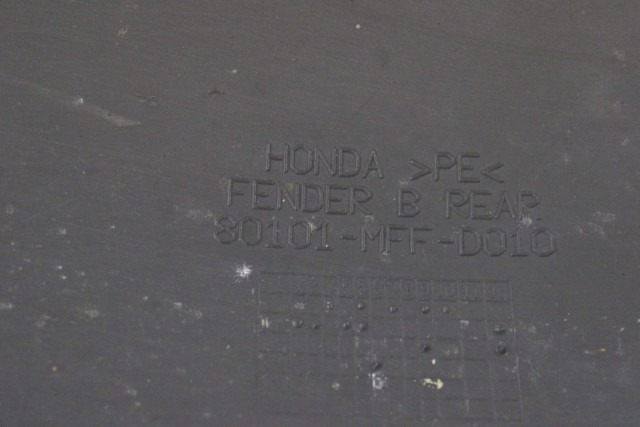 HONDA >PE<
FENDER B REAR
80101-MFF-D010